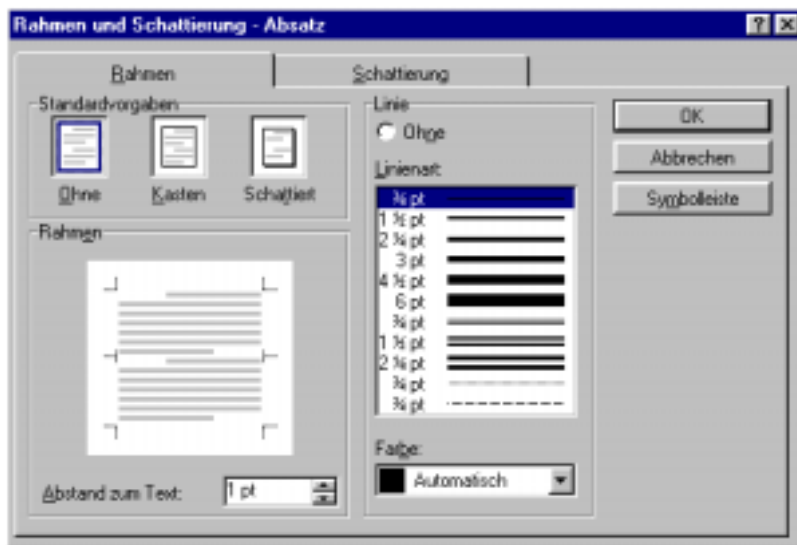 Rahmen und Schattierung - Absatz
Rahmen
Schattierung
Standardvorgaben
Ohne
Kasten
Schattiert
Rahmen
Abstand zum Text:
1 pt
Linie
Ohne
Linienart:
¾ pt
1 ½ pt
2 ¼ pt
3 pt
4 ½ pt
6 pt
¾ pt
1 ½ pt
2 ¼ pt
¾ pt
¾ pt
Farbe:
Automatisch
OK
Abbrechen
Symbolleiste